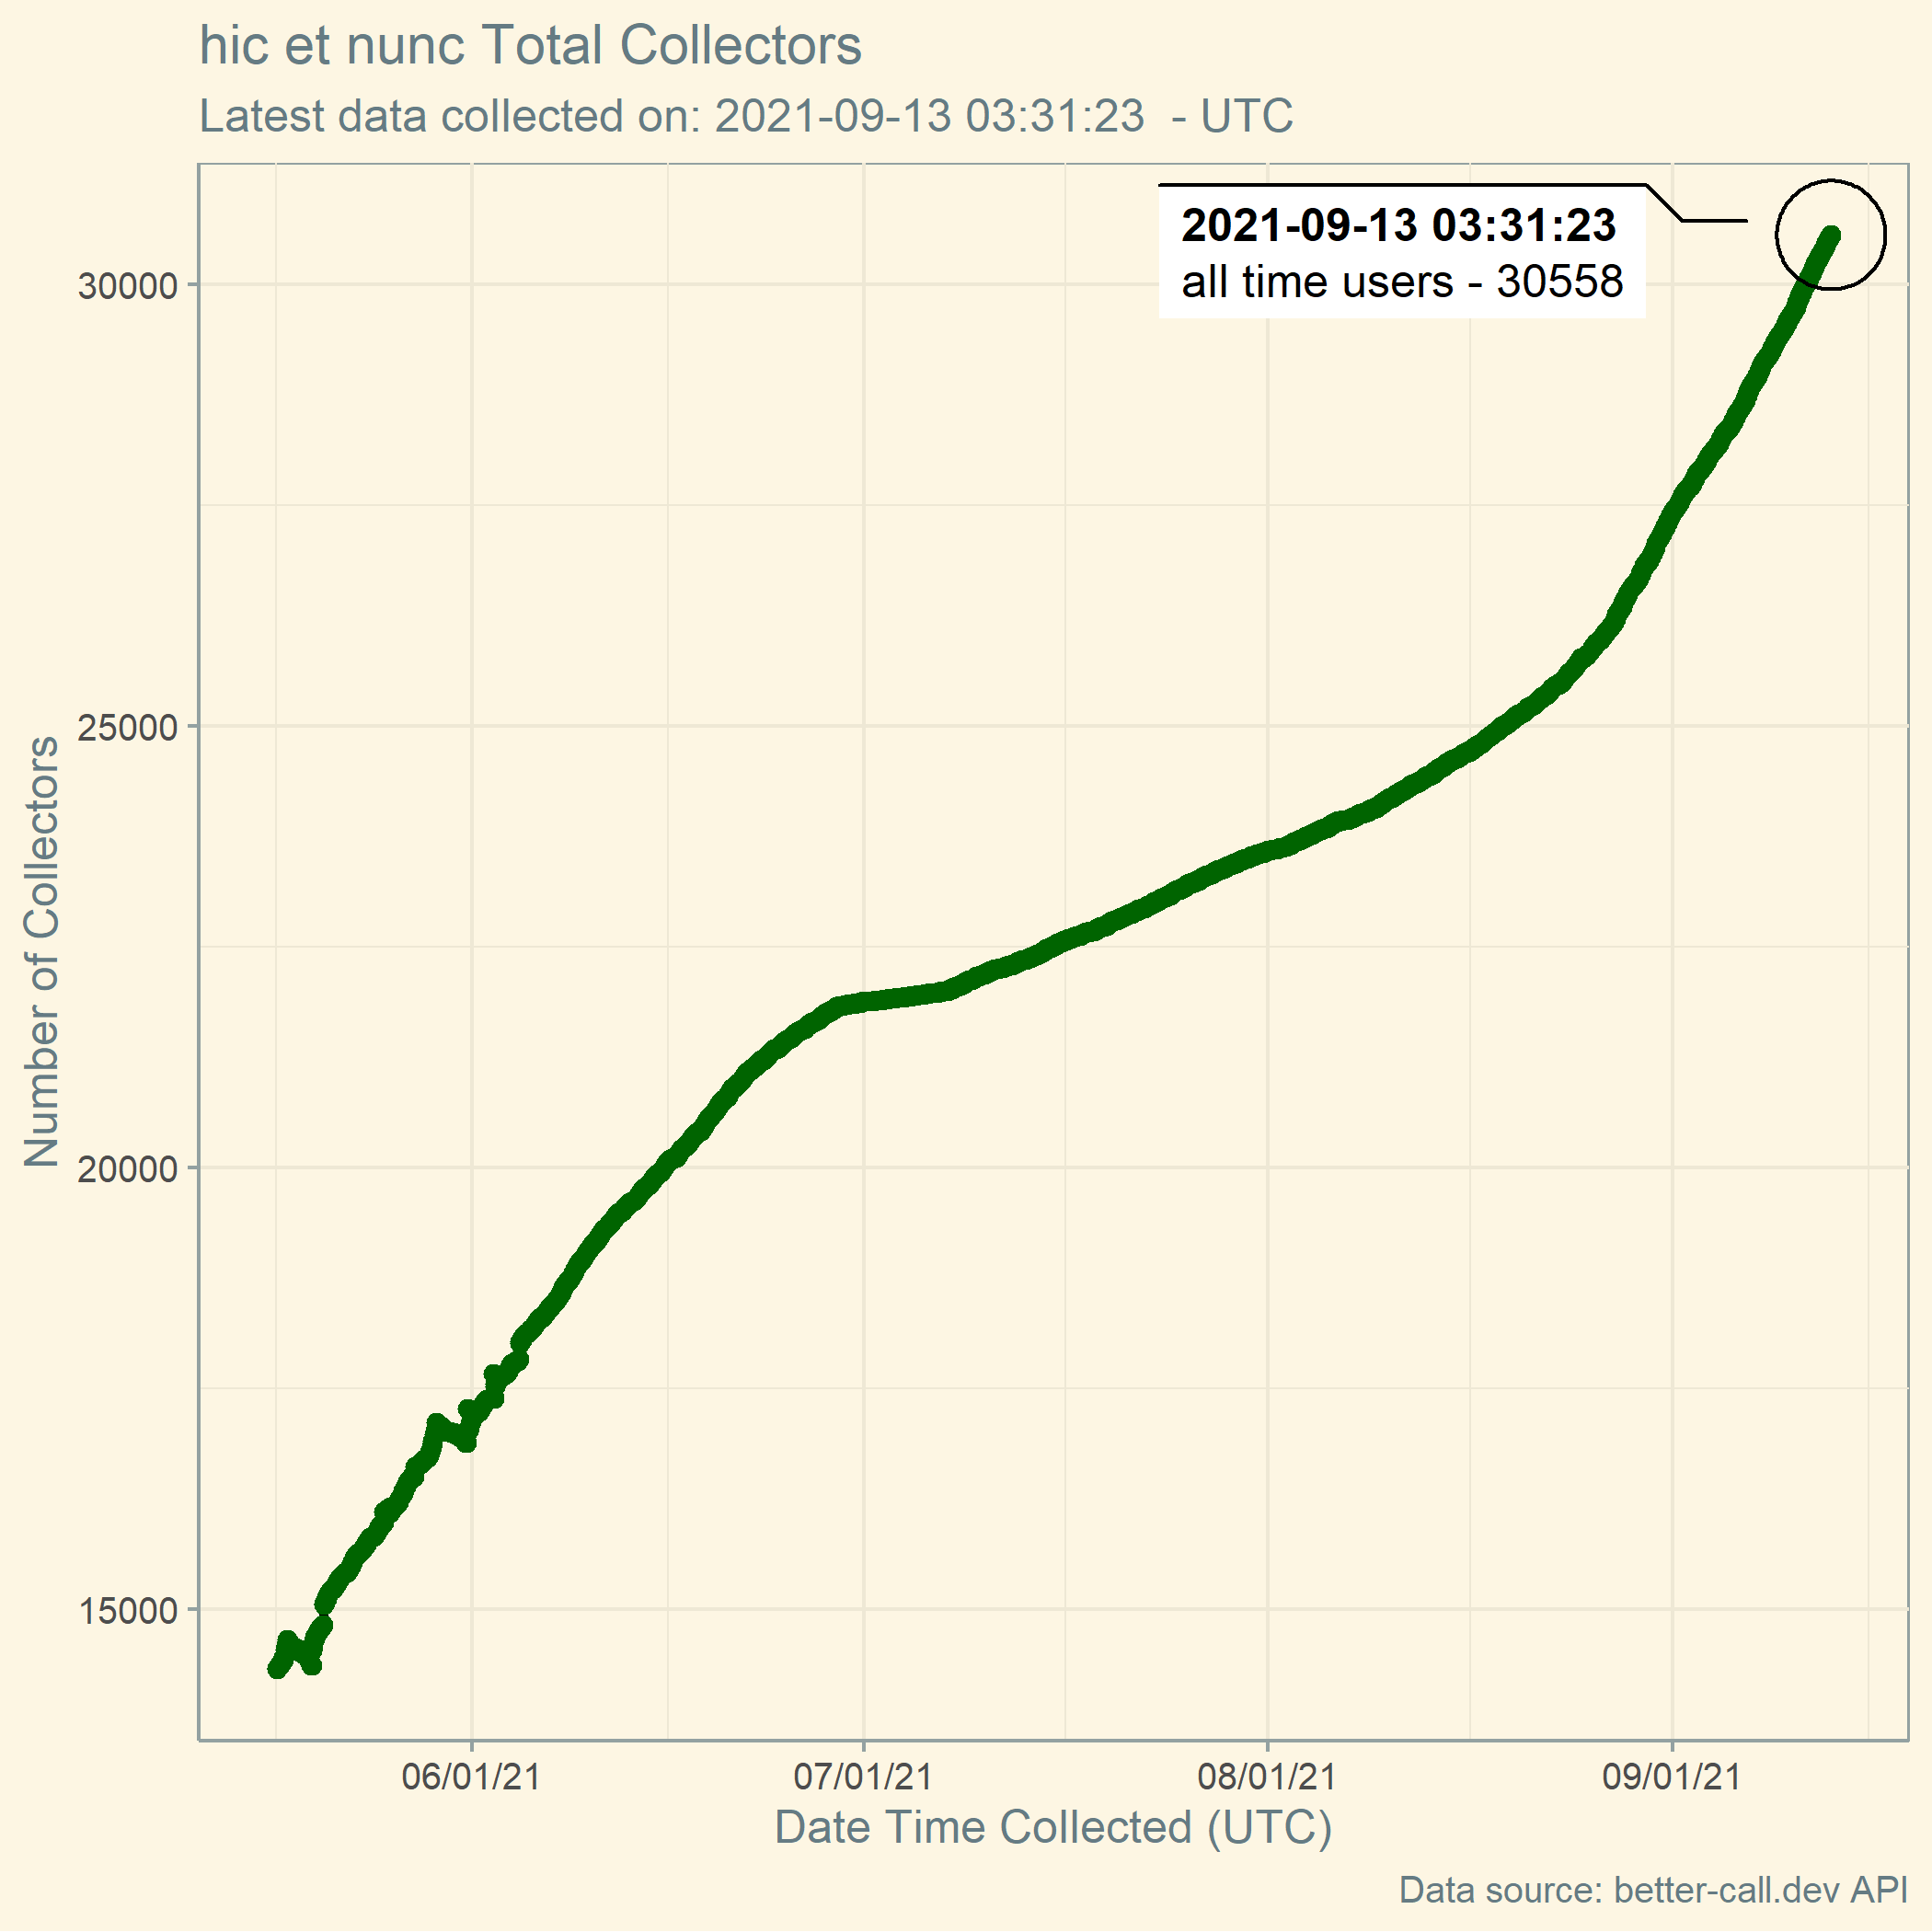 hic et nunc Total Collectors
Latest data collected on: 2021-09-13 03:31:23  - UTC
2021-09-13 03:31:23
all time users - 30558
Number of Collectors
30000
25000
20000
15000
06/01/21 07/01/21 08/01/21 09/01/21
Date Time Collected (UTC)
Data source: better-call.dev API